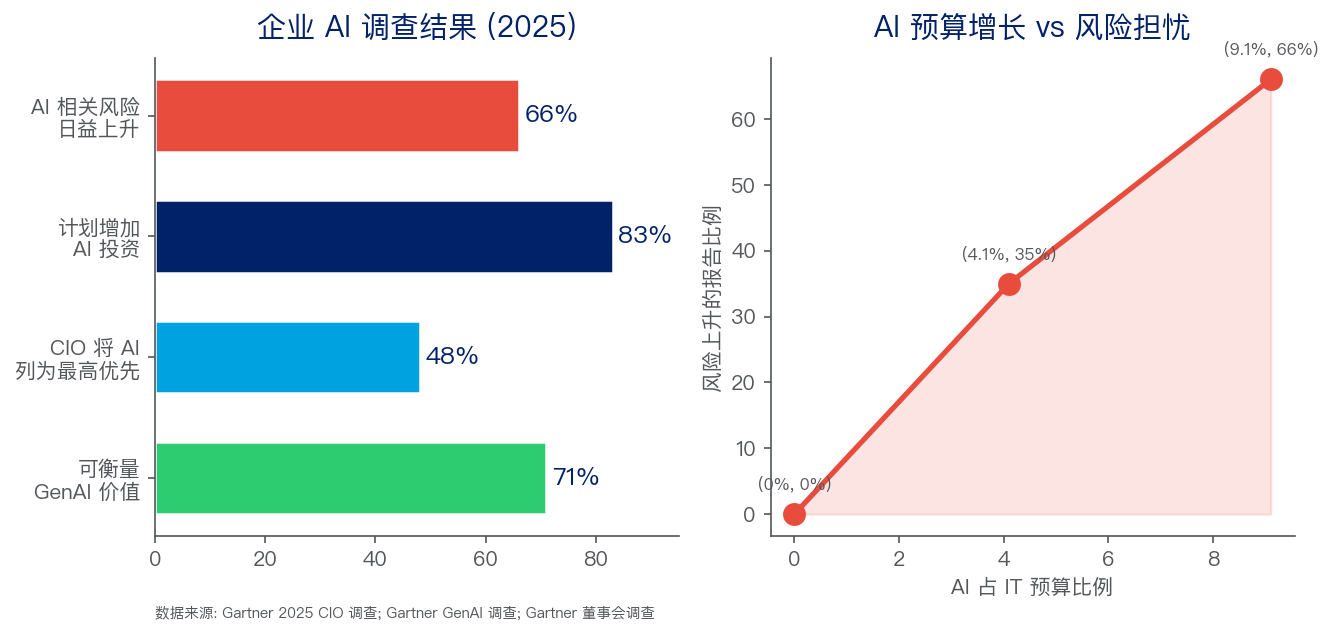 企业 AI 调查结果 (2025)
AI 相关风险
日益上升
66%
计划增加
AI 投资
83%
CIO 将 AI
列为最高优先
48%
可衡量
GenAI 价值
71%
0 20 40 60 80
数据来源: Gartner 2025 CIO 调查; Gartner GenAI 调查; Gartner 董事会调查
AI 预算增长 vs 风险担忧
(9.1%, 66%)
(4.1%, 35%)
(0%, 0%)
风险上升的报告比例
60
50
40
30
20
10
0
0 2 4 6 8
AI 占 IT 预算比例